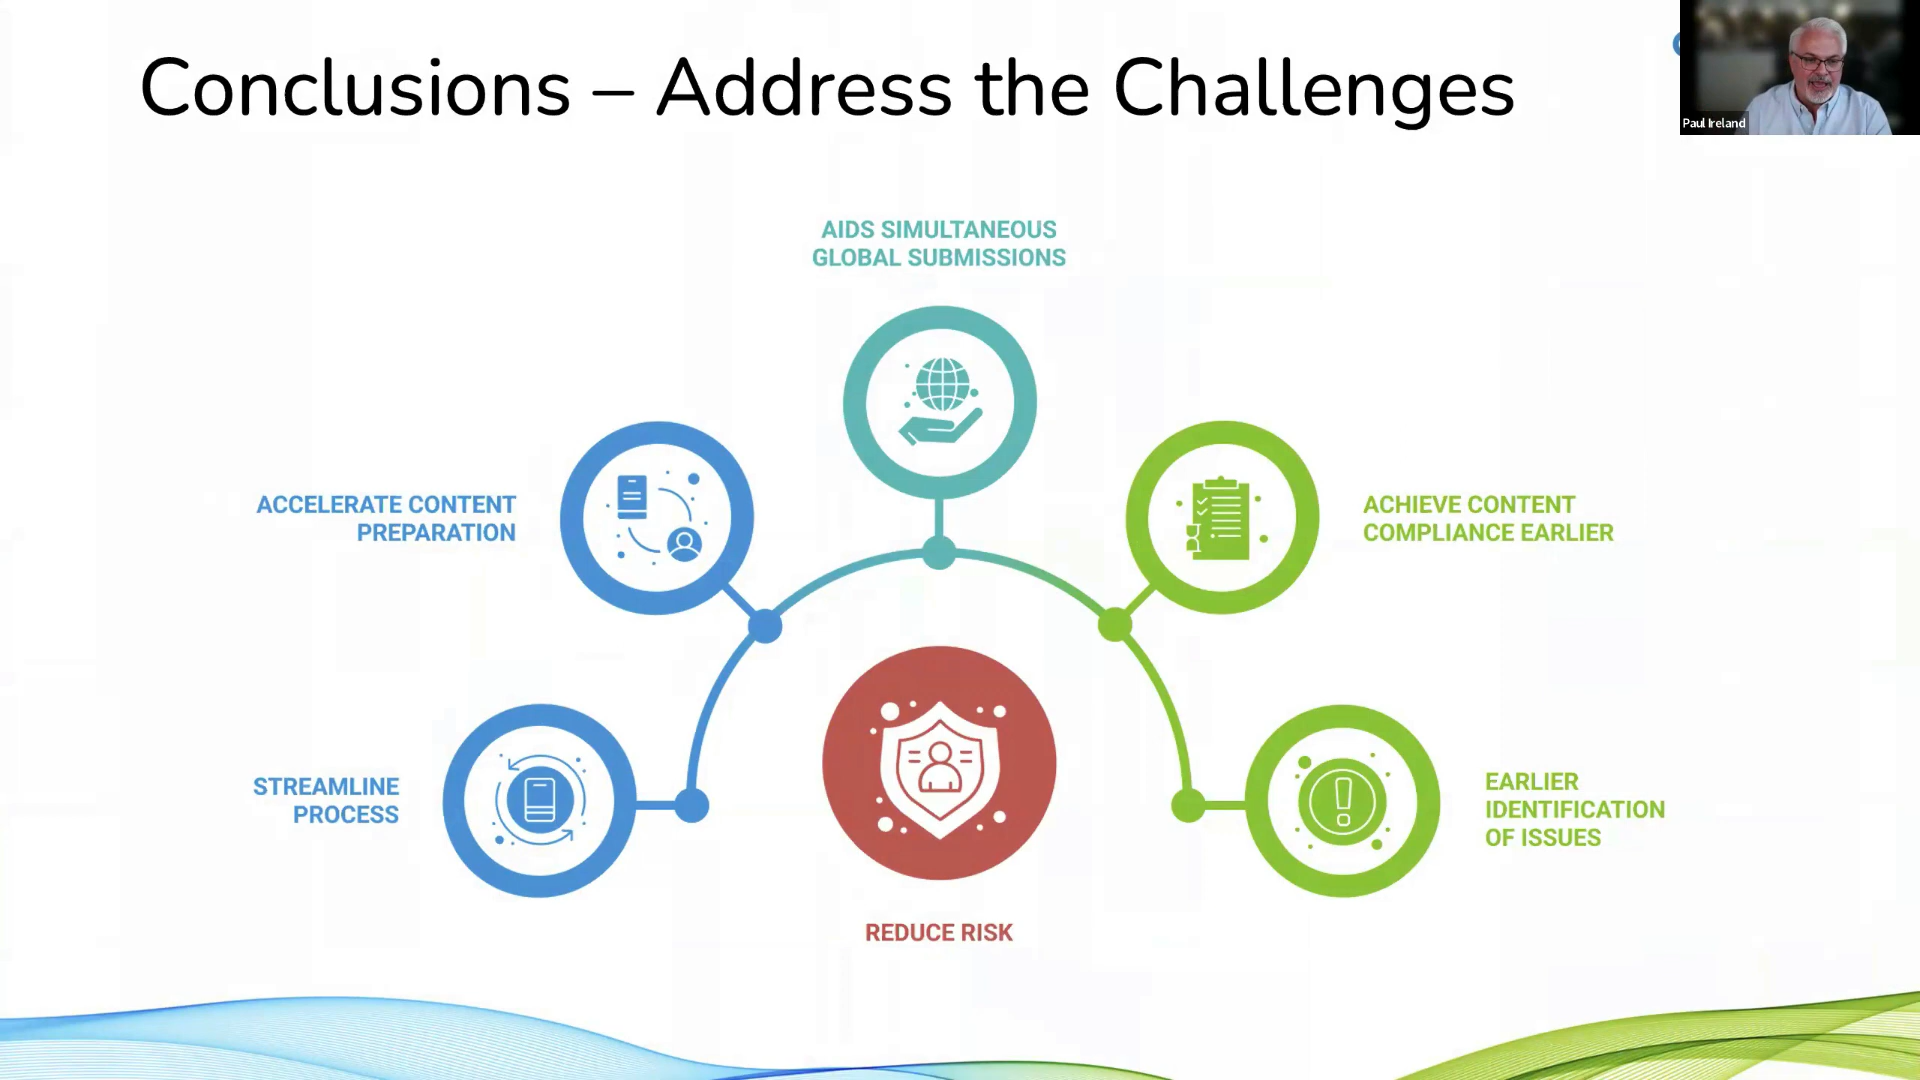 Conclusions – Address the Challenges
Paul Ireland
AIDS SIMULTANEOUS
GLOBAL SUBMISSIONS
ACCELERATE CONTENT
PREPARATION
ACHIEVE CONTENT
COMPLIANCE EARLIER
STREAMLINE
PROCESS
EARLIER
IDENTIFICATION
OF ISSUES
REDUCE RISK